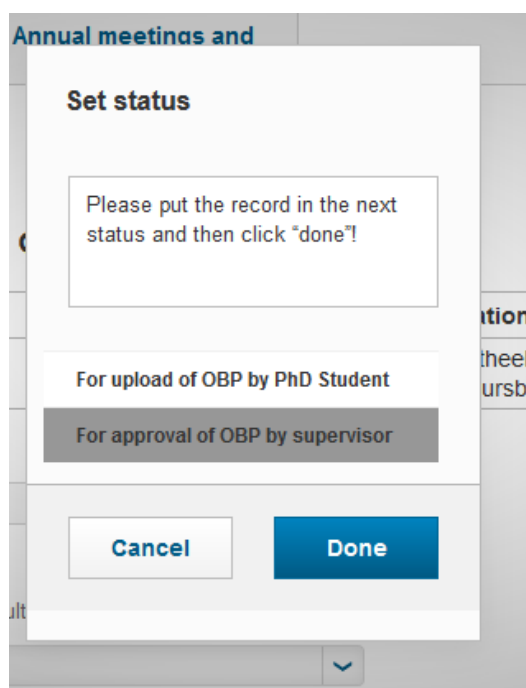 Annual meetings and
Set status
Please put the record in the next
status and then click “done”!
For upload of OBP by PhD Student
For approval of OBP by supervisor
Cancel
Done